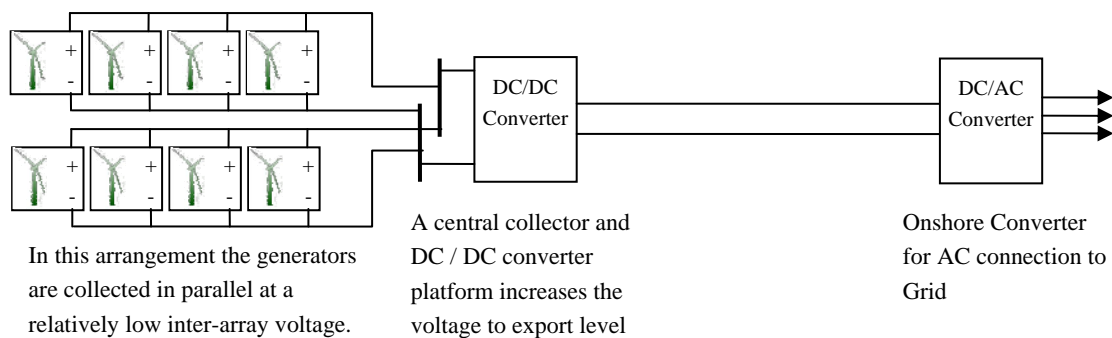 + + + +
- - - -
+ + + +
- - - -
DC/DC
Converter
DC/AC
Converter
In this arrangement the generators
are collected in parallel at a
relatively low inter-array voltage.
A central collector and
DC / DC converter
platform increases the
voltage to export level
Onshore Converter
for AC connection to
Grid